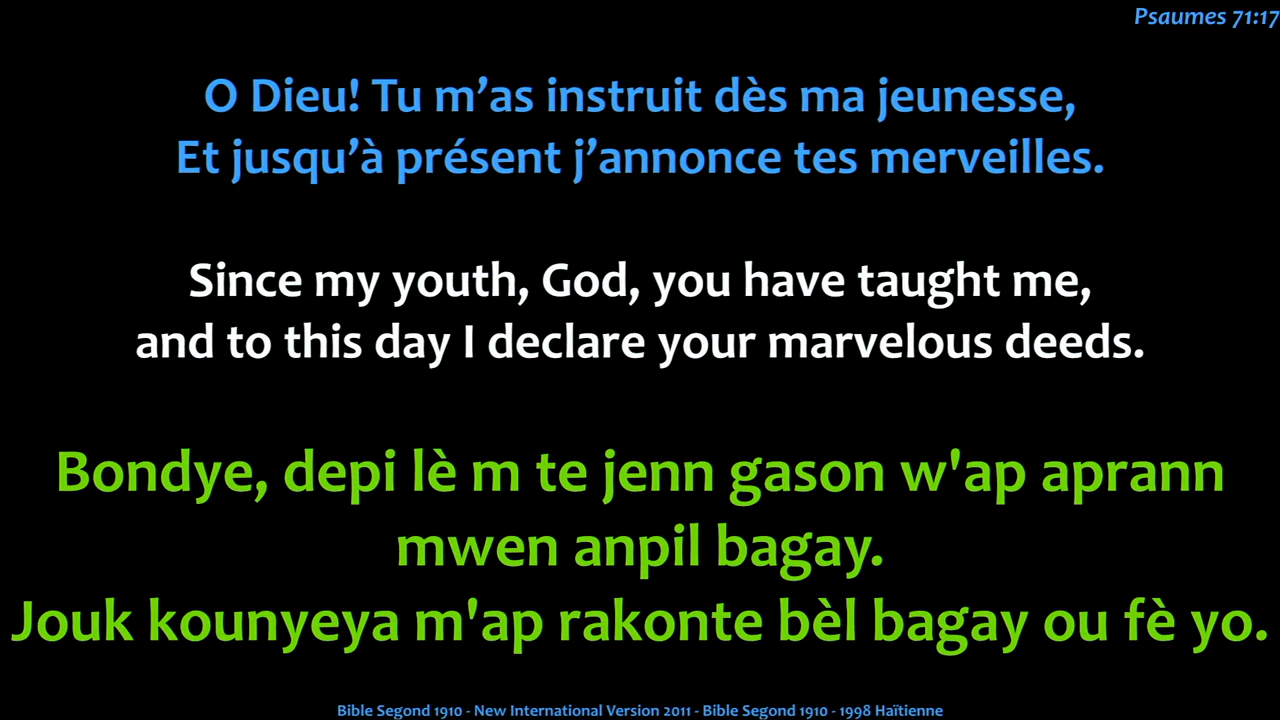 Psaumes 71:17
O Dieu! Tu m’as instruit dès ma jeunesse,
Et jusqu’à présent j’annonce tes merveilles.
Since my youth, God, you have taught me,
and to this day I declare your marvelous deeds.
Bondye, depi lè m te jenn gason w'ap aprann
mwen anpil bagay.
Jouk kounyeya m'ap rakonte bèl bagay ou fè yo.
Bible Segond 1910 - New International Version 2011 - Bible Segond 1910 - 1998 Haïtienne